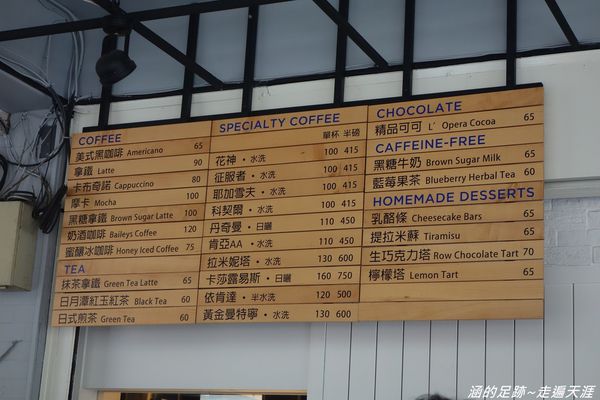 COFFEE
美式黑咖啡 Americano 65
拿鐵 Latte 90
卡布奇諾 Cappuccino 80
摩卡 Mocha 100
黑糖拿鐵 Brown Sugar Latte 100
奶酒咖啡 Baileys Coffee 120
蜜釀冰咖啡 Honey Iced Coffee 75
TEA
抹茶拿鐵 Green Tea Latte 65
日月潭紅玉紅茶 Black Tea 60
日式煎茶 Green Tea 60
SPECIALTY COFFEE
單杯 半磅
花神・水洗 100 415
征服者・水洗 100 415
耶加雪夫・水洗 100 415
科契爾・水洗 100 415
丹奇曼・日曬 110 450
肯亞AA・水洗 110 450
拉米妮塔・水洗 130 600
卡莎露易斯・日曬 160 750
依肯達・半水洗 120 500
黃金曼特寧・水洗 130 600
CHOCOLATE
精品可可 L' Opera Cocoa 65
CAFFEINE-FREE
黑糖牛奶 Brown Sugar Milk 65
藍莓果茶 Blueberry Herbal Tea 60
HOMEMADE DESSERTS
乳酪條 Cheesecake Bars 65
提拉米蘇 Tiramisu 65
生巧克力塔 Row Chocolate Tart 70
檸檬塔 Lemon Tart 65
涵的足跡~走遍天涯